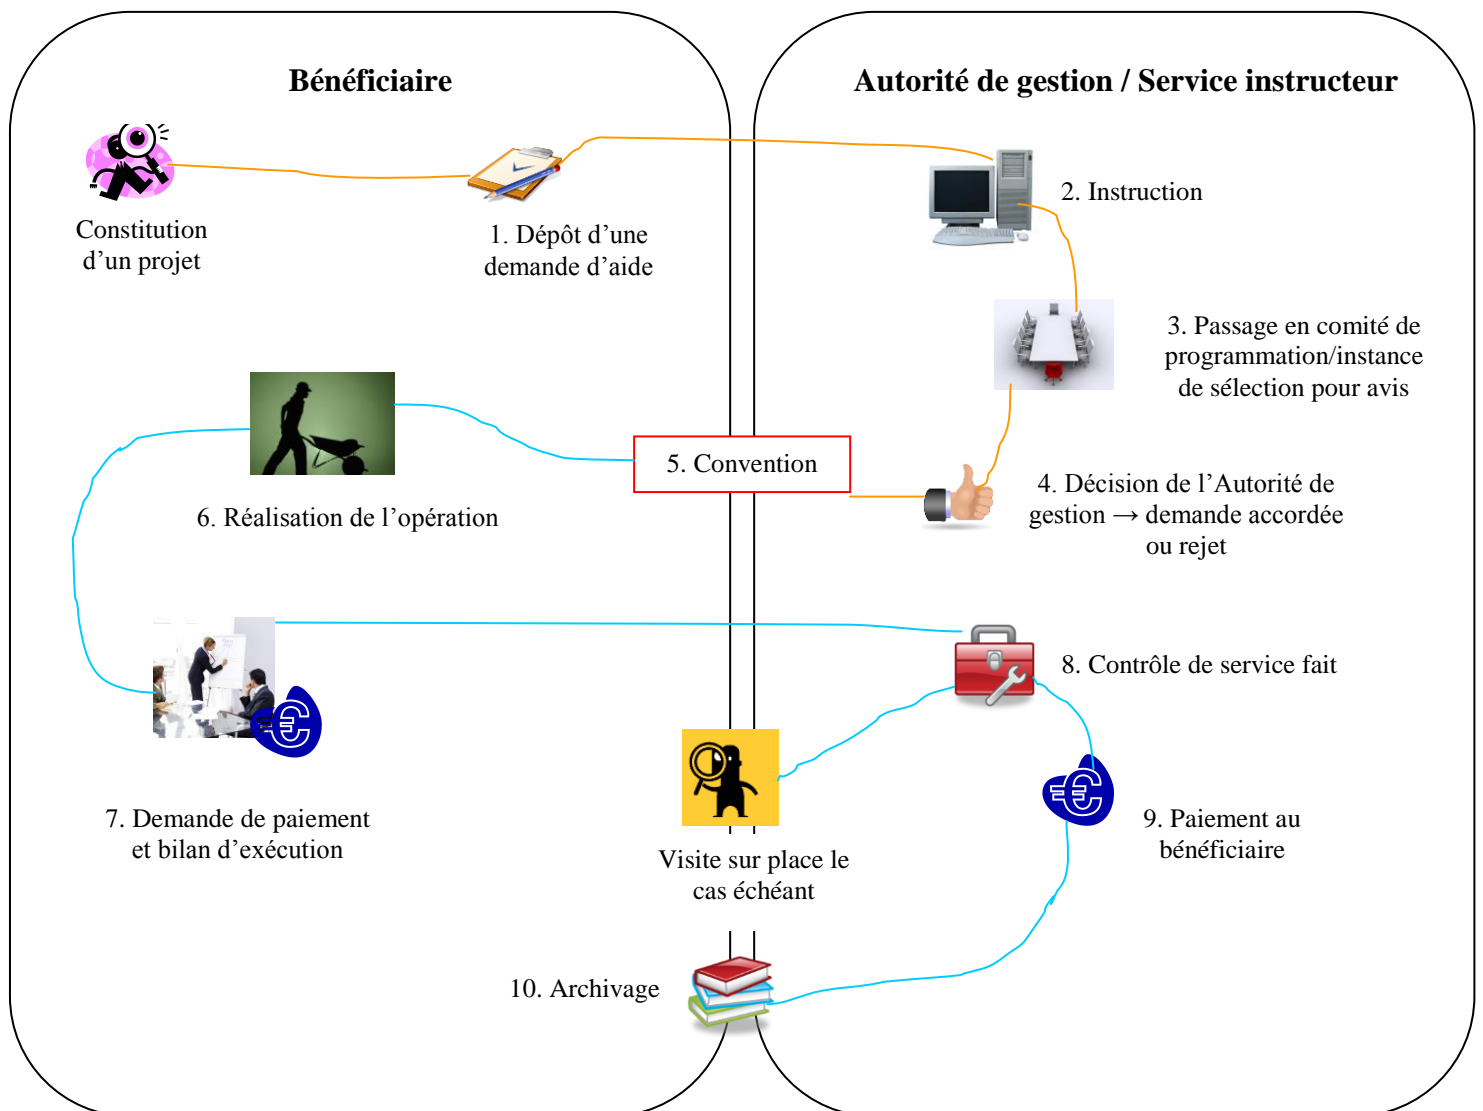 Bénéficiaire
Autorité de gestion / Service instructeur
Constitution
d’un projet
1. Dépôt d’une
demande d’aide
2. Instruction
3. Passage en comité de
programmation/instance
de sélection pour avis
4. Décision de l’Autorité de
gestion → demande accordée
ou rejet
5. Convention
6. Réalisation de l’opération
7. Demande de paiement
et bilan d’exécution
8. Contrôle de service fait
Visite sur place le
cas échéant
9. Paiement au
bénéficiaire
10. Archivage